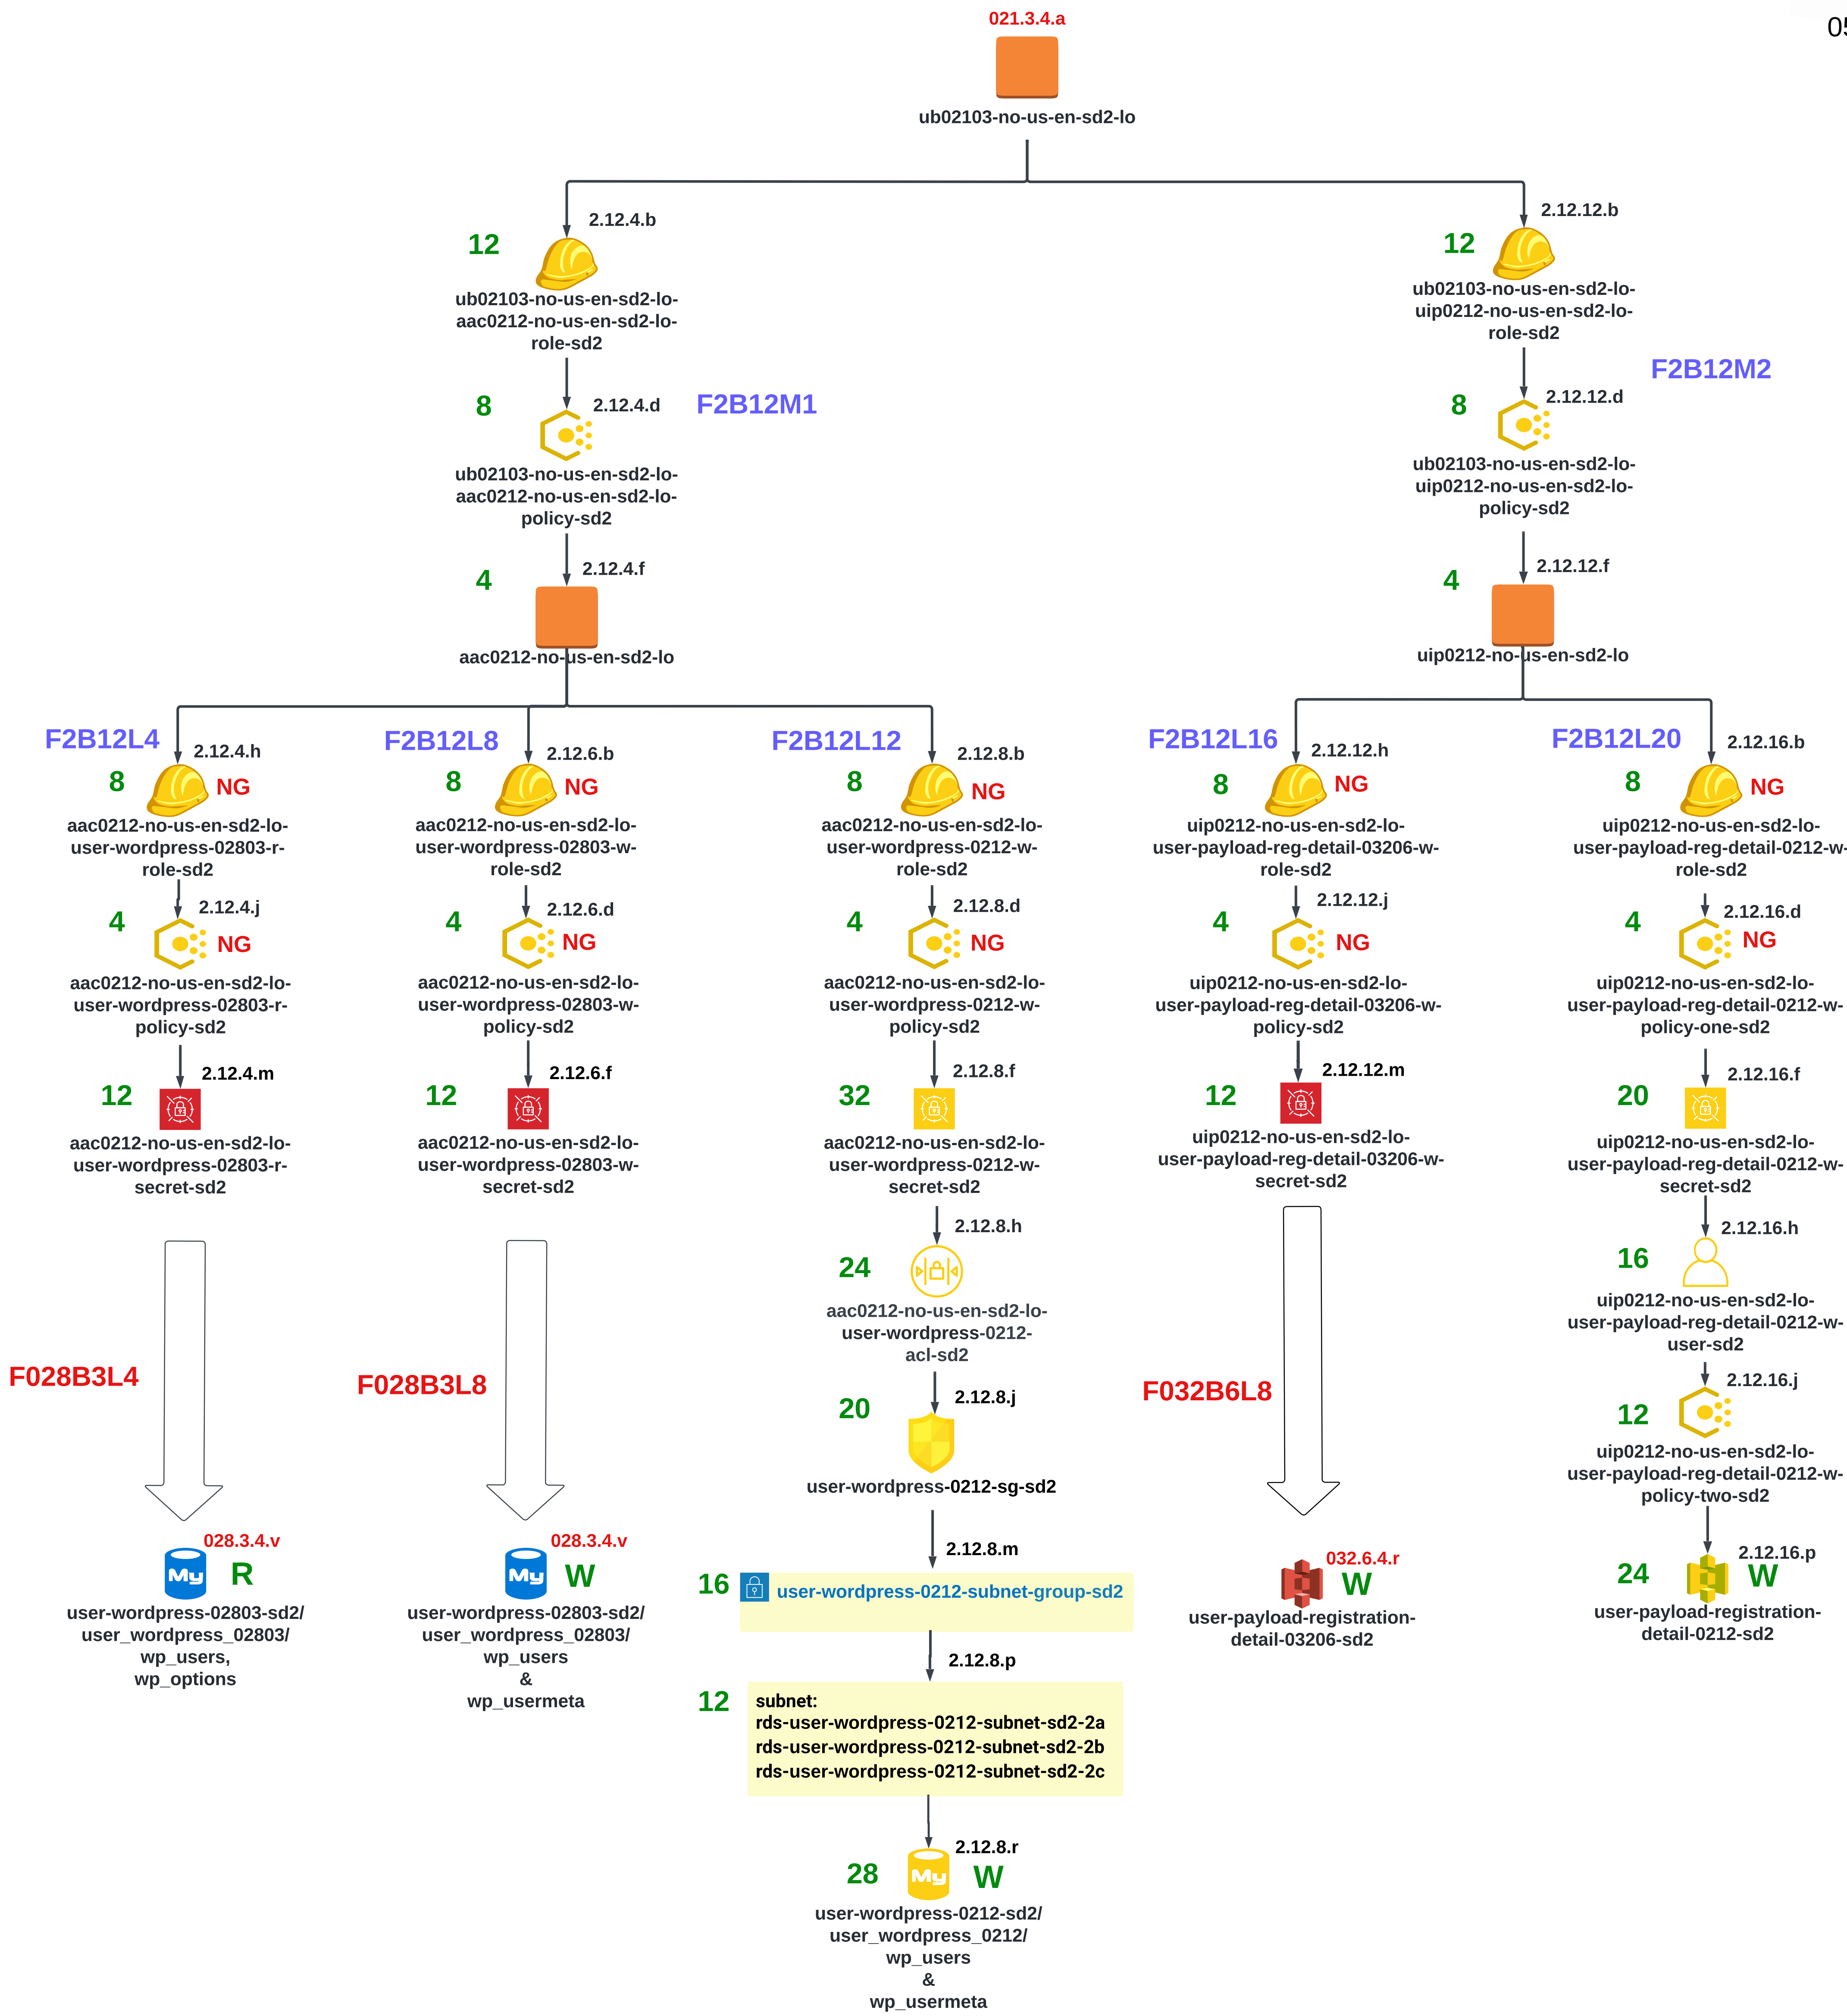 021.3.4.a
05
ub02103-no-us-en-sd2-lo
2.12.4.b
12
ub02103-no-us-en-sd2-lo-
aac0212-no-us-en-sd2-lo-
role-sd2
2.12.4.d
8
F2B12M1
ub02103-no-us-en-sd2-lo-
aac0212-no-us-en-sd2-lo-
policy-sd2
2.12.4.f
4
aac0212-no-us-en-sd2-lo
2.12.12.b
12
ub02103-no-us-en-sd2-lo-
uip0212-no-us-en-sd2-lo-
role-sd2
F2B12M2
2.12.12.d
8
ub02103-no-us-en-sd2-lo-
uip0212-no-us-en-sd2-lo-
policy-sd2
2.12.12.f
4
uip0212-no-us-en-sd2-lo
F2B12L4
2.12.4.h
8
NG
aac0212-no-us-en-sd2-lo-
user-wordpress-02803-r-
role-sd2
2.12.4.j
4
NG
aac0212-no-us-en-sd2-lo-
user-wordpress-02803-r-
policy-sd2
2.12.4.m
12
aac0212-no-us-en-sd2-lo-
user-wordpress-02803-r-
secret-sd2
F028B3L4
028.3.4.v
My
R
user-wordpress-02803-sd2/
user_wordpress_02803/
wp_users,
wp_options
F2B12L8
2.12.6.b
8
NG
aac0212-no-us-en-sd2-lo-
user-wordpress-02803-w-
role-sd2
2.12.6.d
4
NG
aac0212-no-us-en-sd2-lo-
user-wordpress-02803-w-
policy-sd2
2.12.6.f
12
aac0212-no-us-en-sd2-lo-
user-wordpress-02803-w-
secret-sd2
F028B3L8
028.3.4.v
My
W
user-wordpress-02803-sd2/
user_wordpress_02803/
wp_users
&
wp_usermeta
F2B12L12
2.12.8.b
8
NG
aac0212-no-us-en-sd2-lo-
user-wordpress-0212-w-
role-sd2
2.12.8.d
4
NG
aac0212-no-us-en-sd2-lo-
user-wordpress-0212-w-
policy-sd2
2.12.8.f
32
aac0212-no-us-en-sd2-lo-
user-wordpress-0212-w-
secret-sd2
2.12.8.h
24
aac0212-no-us-en-sd2-lo-
user-wordpress-0212-
acl-sd2
2.12.8.j
20
user-wordpress-0212-sg-sd2
2.12.8.m
16
user-wordpress-0212-subnet-group-sd2
2.12.8.p
12
subnet:
rds-user-wordpress-0212-subnet-sd2-2a
rds-user-wordpress-0212-subnet-sd2-2b
rds-user-wordpress-0212-subnet-sd2-2c
2.12.8.r
28
My
W
user-wordpress-0212-sd2/
user_wordpress_0212/
wp_users
&
wp_usermeta
F2B12L16
2.12.12.h
8
NG
uip0212-no-us-en-sd2-lo-
user-payload-reg-detail-03206-w-
role-sd2
2.12.12.j
4
NG
uip0212-no-us-en-sd2-lo-
user-payload-reg-detail-03206-w-
policy-sd2
2.12.12.m
12
uip0212-no-us-en-sd2-lo-
user-payload-reg-detail-03206-w-
secret-sd2
F032B6L8
032.6.4.r
W
user-payload-registration-
detail-03206-sd2
F2B12L20
2.12.16.b
8
NG
uip0212-no-us-en-sd2-lo-
user-payload-reg-detail-0212-w-
role-sd2
2.12.16.d
4
NG
uip0212-no-us-en-sd2-lo-
user-payload-reg-detail-0212-w-
policy-one-sd2
2.12.16.f
20
uip0212-no-us-en-sd2-lo-
user-payload-reg-detail-0212-w-
secret-sd2
2.12.16.h
16
uip0212-no-us-en-sd2-lo-
user-payload-reg-detail-0212-w-
user-sd2
2.12.16.j
12
uip0212-no-us-en-sd2-lo-
user-payload-reg-detail-0212-w-
policy-two-sd2
2.12.16.p
24
W
user-payload-registration-
detail-0212-sd2